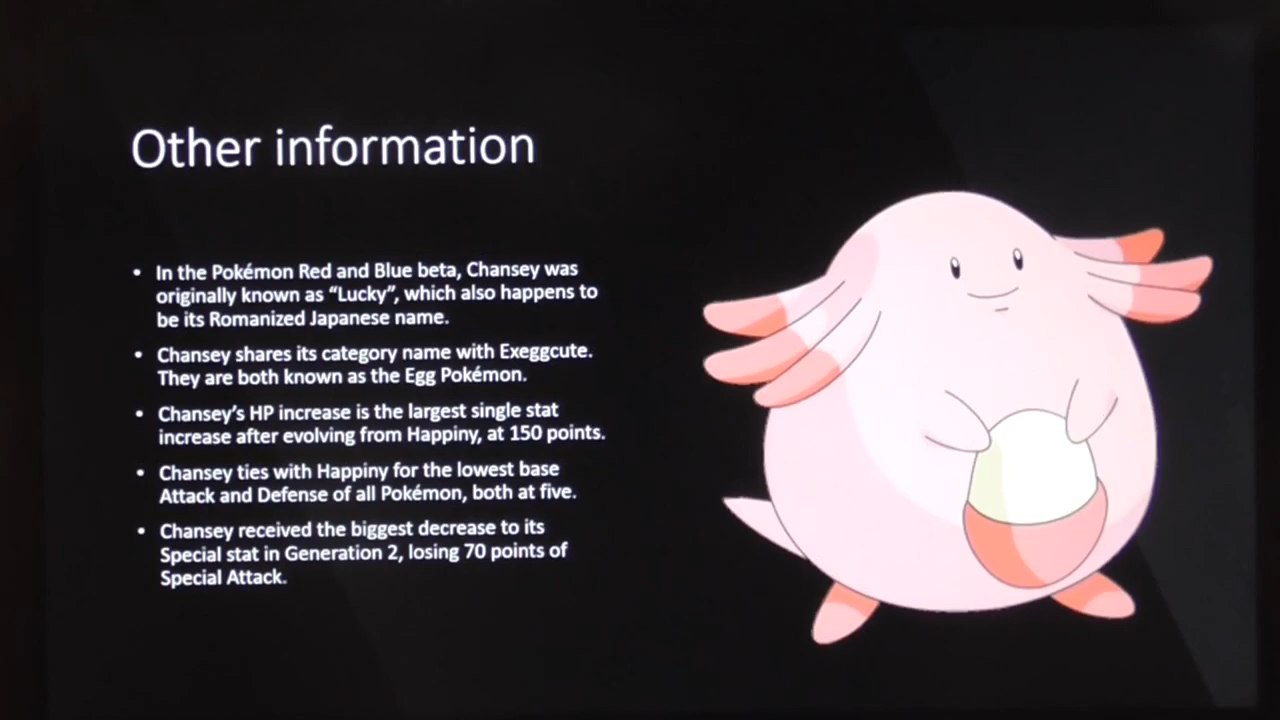 Other information
• In the Pokémon Red and Blue beta, Chansey was
originally known as “Lucky”, which also happens to
be its Romanized Japanese name.
• Chansey shares its category name with Exeggcute.
They are both known as the Egg Pokémon.
• Chansey’s HP increase is the largest single stat
increase after evolving from Happiny, at 150 points.
• Chansey ties with Happiny for the lowest base
Attack and Defense of all Pokémon, both at five.
• Chansey received the biggest decrease to its
Special stat in Generation 2, losing 70 points of
Special Attack.